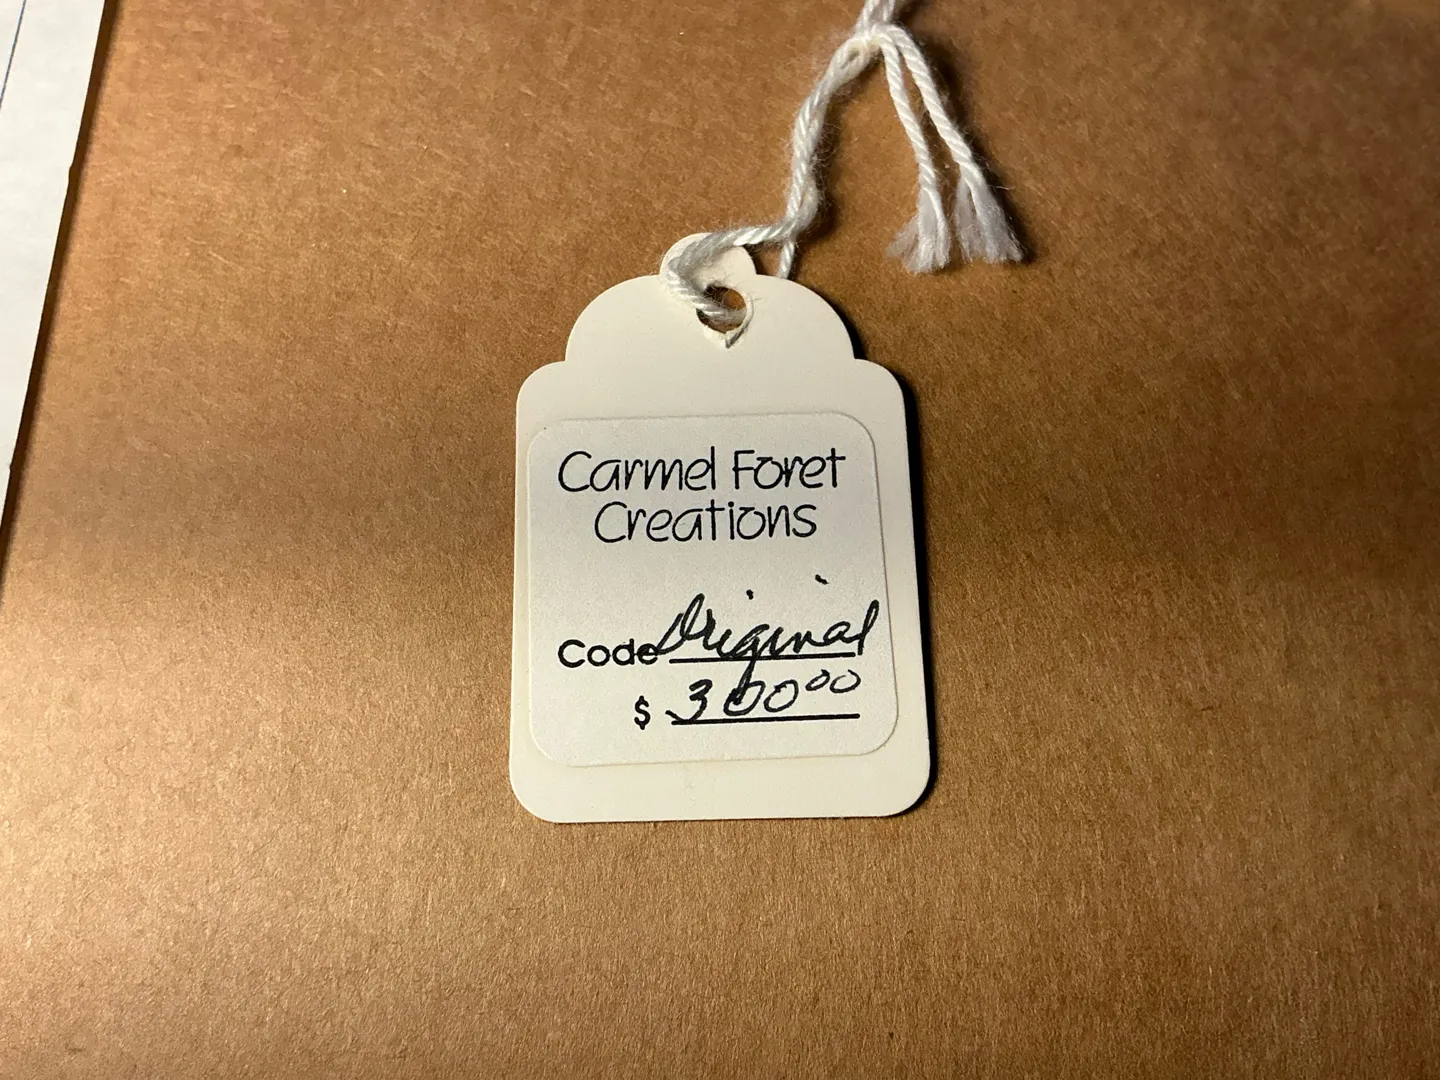 Carmel Foret
Creations
Code Original
$ 300⁰⁰